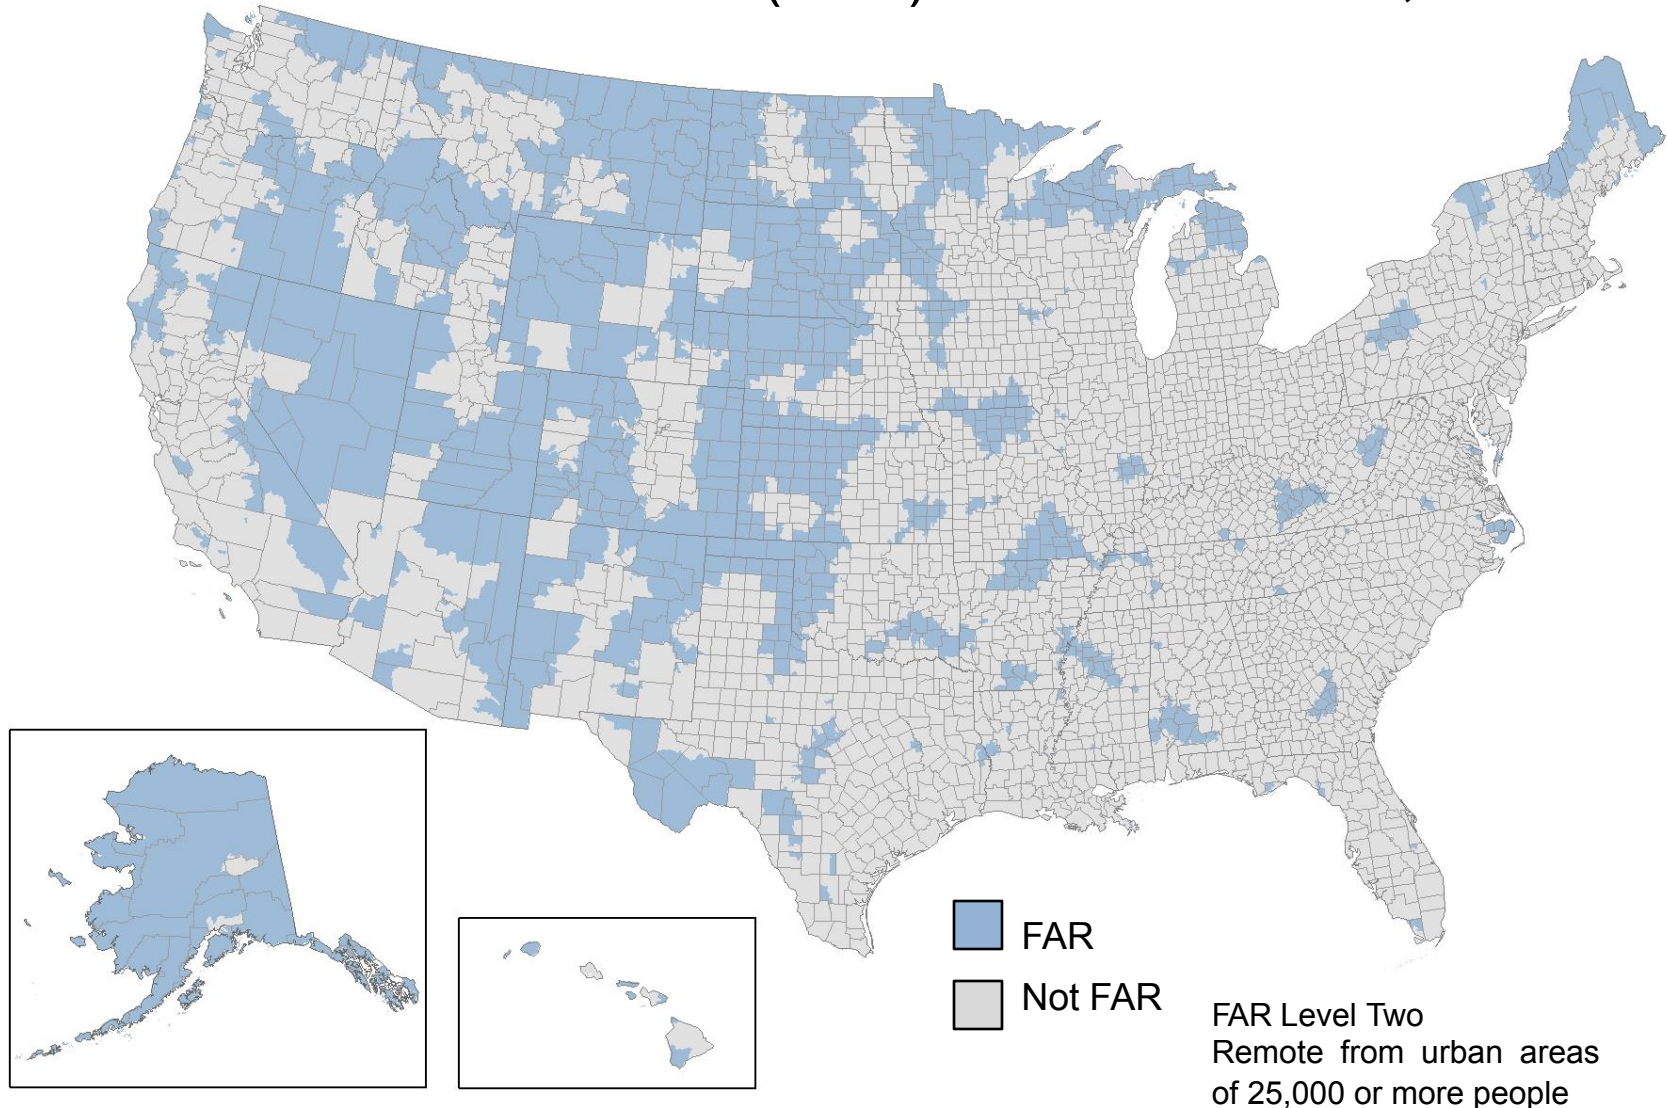 FAR
Not FAR
FAR Level Two
Remote from urban areas
of 25,000 or more people